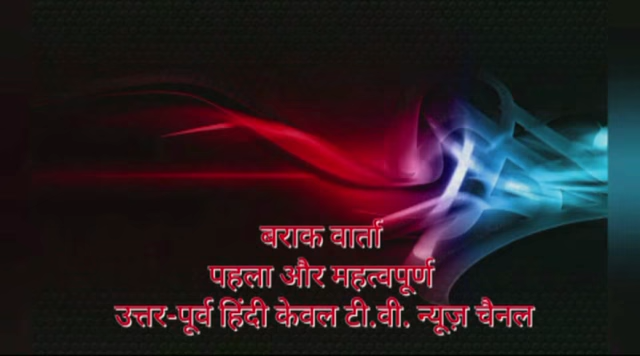 बराक वार्ता
पहला और महत्वपूर्ण
उत्तर-पूर्व हिंदी केवल टी.वी. न्यूज़ चैनल